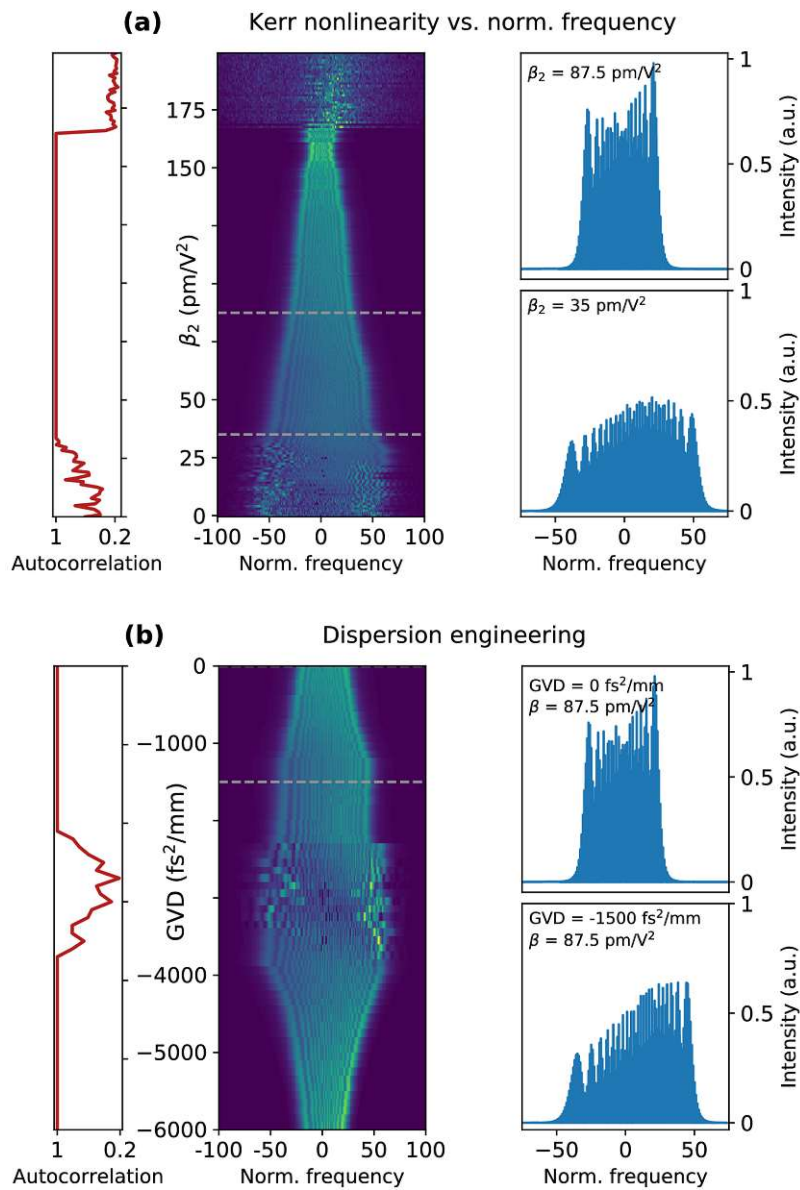 (a) Kerr nonlinearity vs. norm. frequency
175
150
50
25
0
β₂ (pm/V²)
1 0.2
Autocorrelation
-100 -50 0 50 100
Norm. frequency
β₂ = 87.5 pm/V²
1
0.5
0
Intensity (a.u.)
β₂ = 35 pm/V²
1
0.5
0
Intensity (a.u.)
−50 0 50
Norm. frequency
(b) Dispersion engineering
0
−1000
−4000
−5000
−6000
GVD (fs²/mm)
1 0.2
Autocorrelation
-100 -50 0 50 100
Norm. frequency
GVD = 0 fs²/mm
β = 87.5 pm/V²
1
0.5
0
Intensity (a.u.)
GVD = -1500 fs²/mm
β = 87.5 pm/V²
1
0.5
0
Intensity (a.u.)
−50 0 50
Norm. frequency